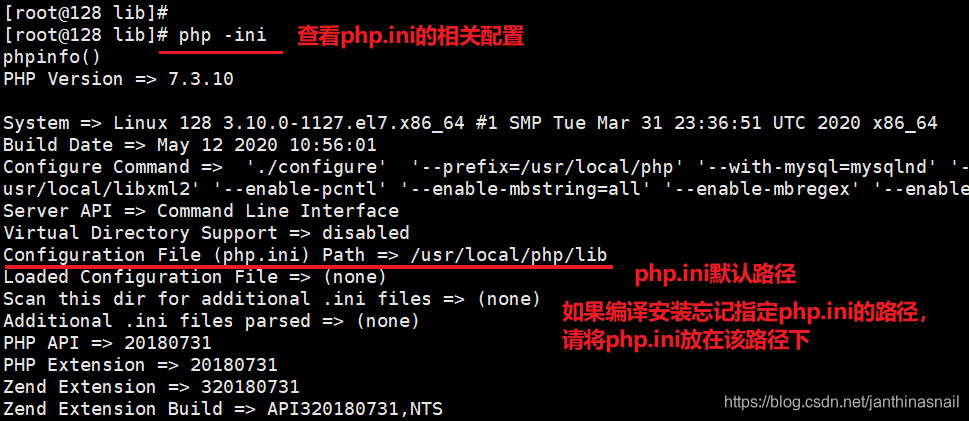 [root@128 lib]#
[root@128 lib]# php -ini 查看php.ini的相关配置
phpinfo()
PHP Version => 7.3.10
System => Linux 128 3.10.0-1127.el7.x86_64 #1 SMP Tue Mar 31 23:36:51 UTC 2020 x86_64
Build Date => May 12 2020 10:56:01
Configure Command =>  './configure'  '--prefix=/usr/local/php' '--with-mysql=mysqlnd' '-
usr/local/libxml2' '--enable-pcntl' '--enable-mbstring=all' '--enable-mbregex' '--enable
Server API => Command Line Interface
Virtual Directory Support => disabled
Configuration File (php.ini) Path => /usr/local/php/lib
php.ini默认路径
Loaded Configuration File => (none)
Scan this dir for additional .ini files => (none)
如果编译安装忘记指定php.ini的路径，
Additional .ini files parsed => (none)
请将php.ini放在该路径下
PHP API => 20180731
PHP Extension => 20180731
Zend Extension => 320180731
Zend Extension Build => API320180731,NTS
https://blog.csdn.net/janthinasnail